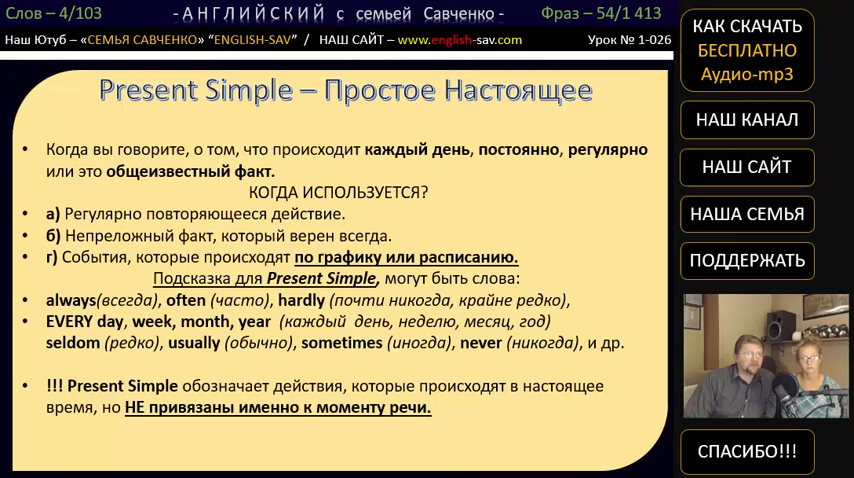 Слов – 4/103
- АНГЛИЙСКИЙ с семьей Савченко -
Фраз – 54/1 413
Наш Ютуб – «СЕМЬЯ САВЧЕНКО» “ENGLISH-SAV” / НАШ САЙТ – www.english-sav.com
Урок № 1-026
Present Simple – Простое Настоящее
• Когда вы говорите, о том, что происходит каждый день, постоянно, регулярно
или это общеизвестный факт.
КОГДА ИСПОЛЬЗУЕТСЯ?
• а) Регулярно повторяющееся действие.
• б) Непреложный факт, который верен всегда.
• г) События, которые происходят по графику или расписанию.
Подсказка для Present Simple, могут быть слова:
• always(всегда), often (часто), hardly (почти никогда, крайне редко),
• EVERY day, week, month, year (каждый день, неделю, месяц, год)
seldom (редко), usually (обычно), sometimes (иногда), never (никогда), и др.
• !!! Present Simple обозначает действия, которые происходят в настоящее
время, но НЕ привязаны именно к моменту речи.
КАК СКАЧАТЬ
БЕСПЛАТНО
Аудио-mp3
НАШ КАНАЛ
НАШ САЙТ
НАША СЕМЬЯ
ПОДДЕРЖАТЬ
СПАСИБО!!!